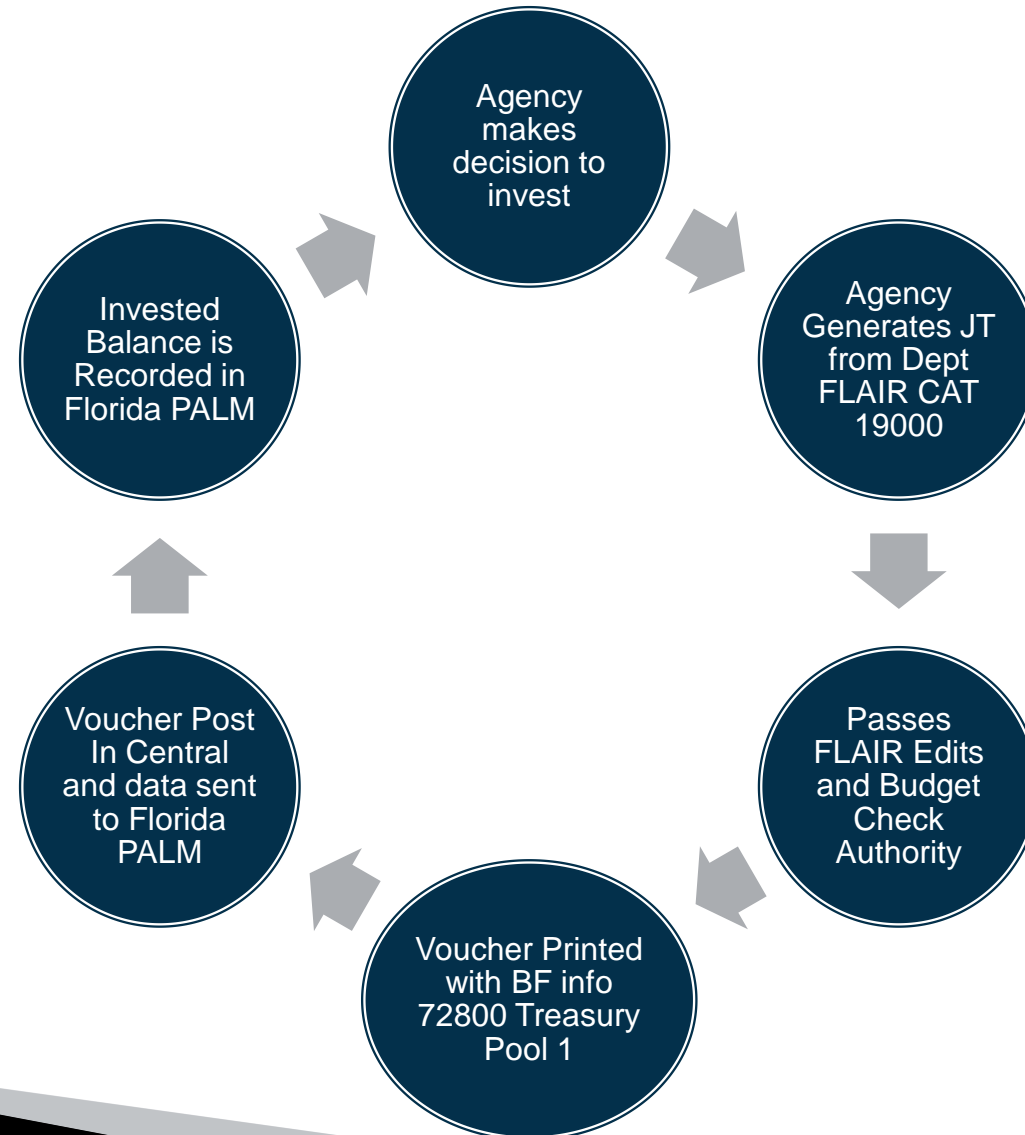 Agency
makes
decision to
invest
Agency
Generates JT
from Dept
FLAIR CAT
19000
Passes
FLAIR Edits
and Budget
Check
Authority
Voucher Printed
with BF info
72800 Treasury
Pool 1
Voucher Post
In Central
and data sent
to Florida
PALM
Invested
Balance is
Recorded in
Florida PALM